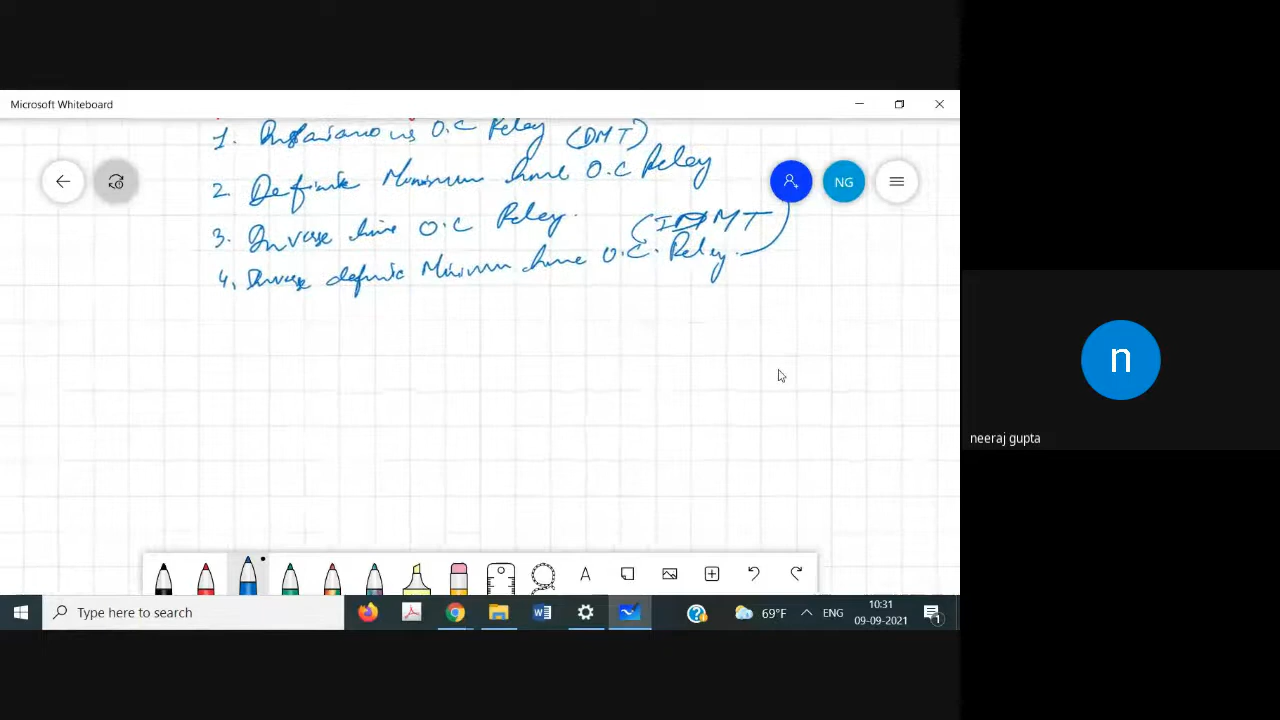 Microsoft Whiteboard
1. Instantaneous O.C Relay (DMT)
2. Definite Minimum time O.C Relay
NG
3. Inverse time O.C Relay.
(IDMT
4. Inverse definite Minimum time O.C. Relay.
n
neeraj gupta
A
Type here to search
69°F
ENG
10:31
09-09-2021
1